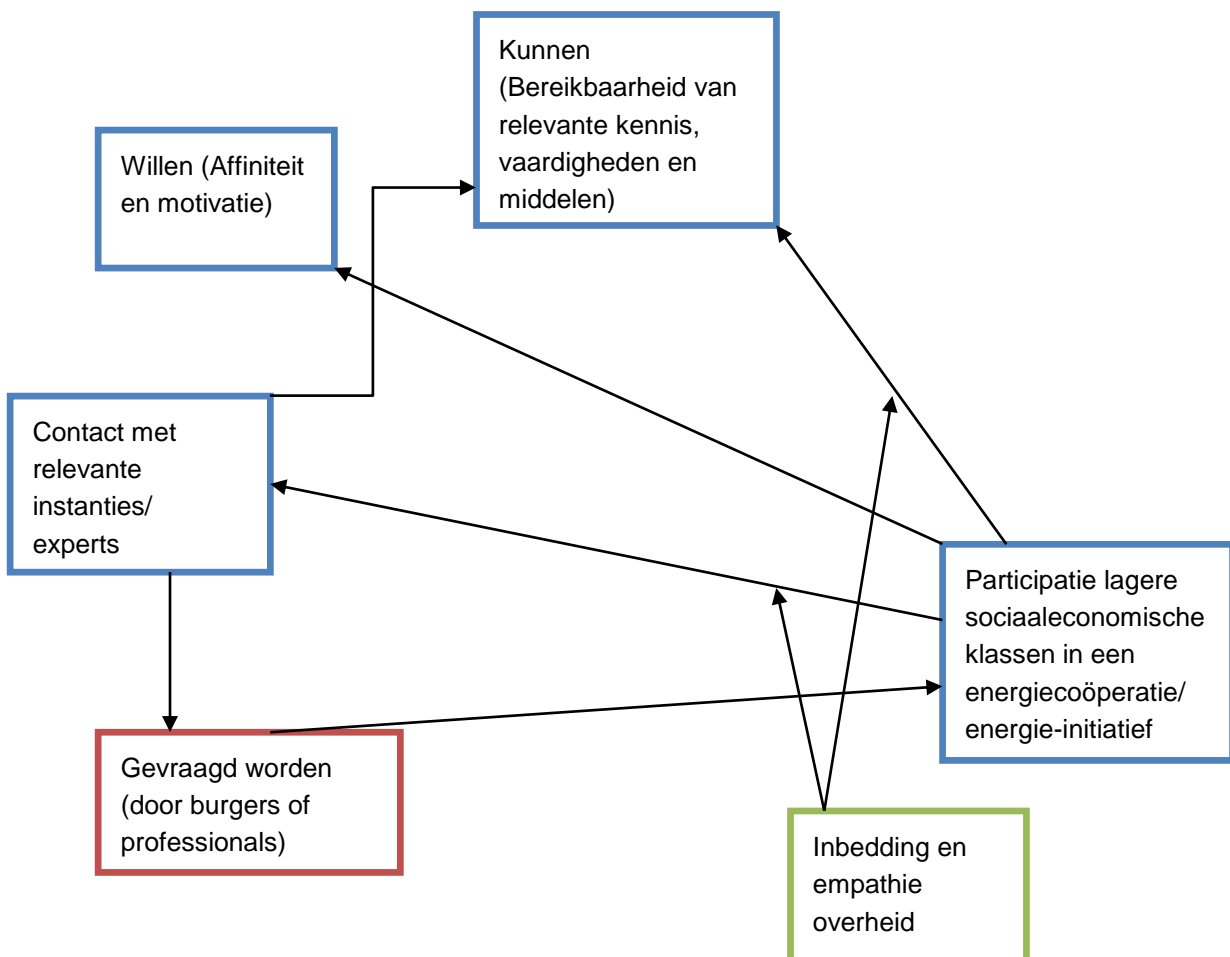 Kunnen
(Bereikbaarheid van
relevante kennis,
vaardigheden en
middelen)
Willen (Affiniteit
en motivatie)
Contact met
relevante
instanties/
experts
Participatie lagere
sociaaleconomische
klassen in een
energiecoöperatie/
energie-initiatief
Gevraagd worden
(door burgers of
professionals)
Inbedding en
empathie
overheid